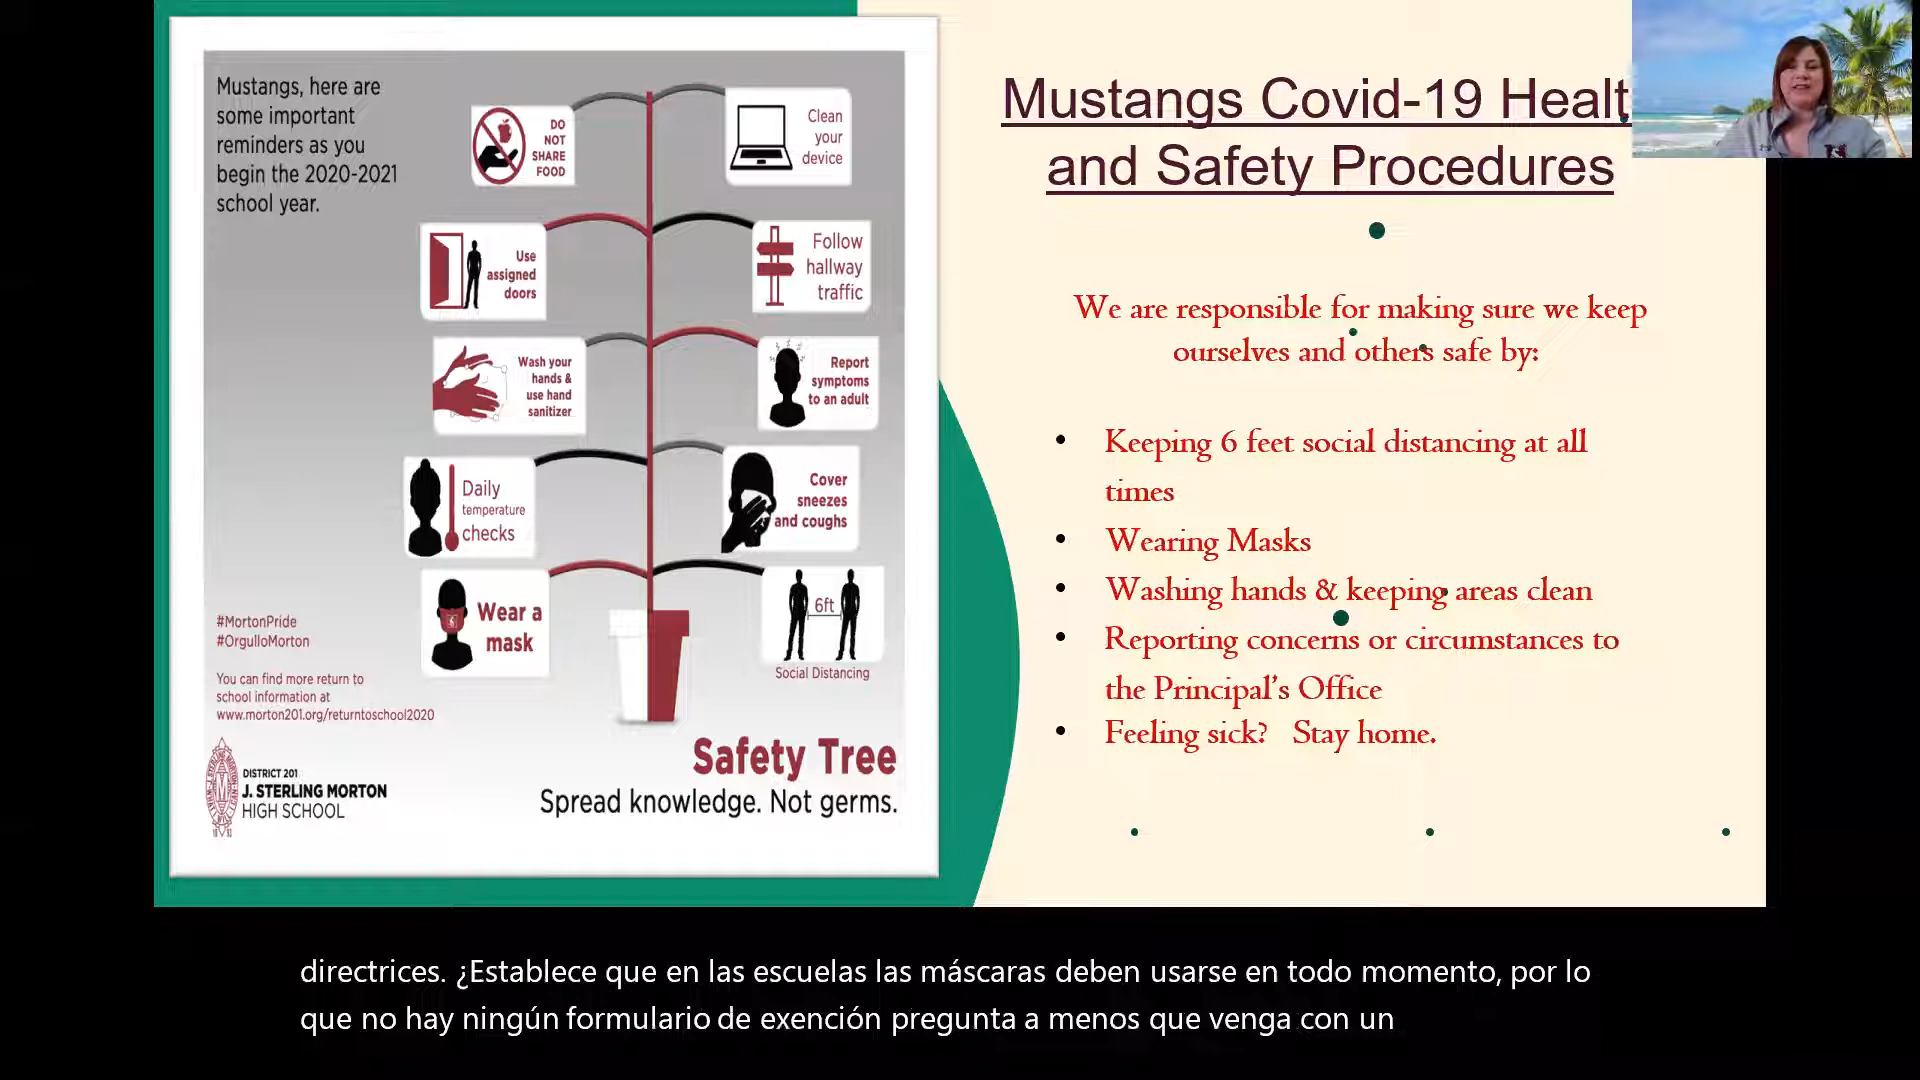 Mustangs, here are
some important
reminders as you
begin the 2020-2021
school year.
DO
NOT
SHARE
FOOD
Clean
your
device
Use
assigned
doors
Follow
hallway
traffic
Wash your
hands &
use hand
sanitizer
Report
symptoms
to an adult
Daily
temperature
checks
Cover
sneezes
and coughs
Wear a
mask
6ft
Social Distancing
#MortonPride
#OrgulloMorton
You can find more return to
school information at
www.morton201.org/returntoschool2020
DISTRICT 201
J. STERLING MORTON
HIGH SCHOOL
Safety Tree
Spread knowledge. Not germs.
Mustangs Covid-19 Healt
and Safety Procedures
We are responsible for making sure we keep
ourselves and others safe by:
• Keeping 6 feet social distancing at all
times
• Wearing Masks
• Washing hands & keeping areas clean
• Reporting concerns or circumstances to
the Principal's Office
• Feeling sick? Stay home.
directrices. ¿Establece que en las escuelas las máscaras deben usarse en todo momento, por lo
que no hay ningún formulario de exención pregunta a menos que venga con un